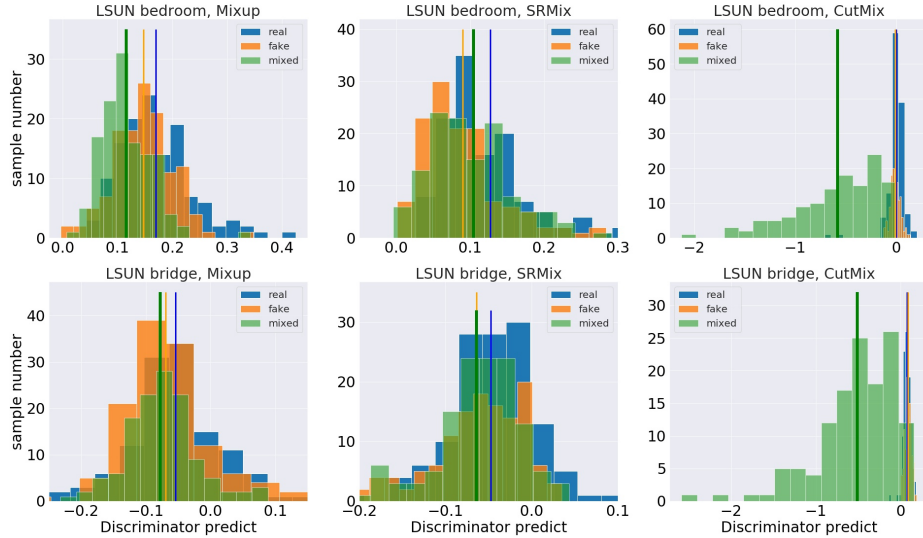 LSUN bedroom, Mixup
LSUN bedroom, SRMix
LSUN bedroom, CutMix
sample number
30
20
10
0
real
fake
mixed
0.0 0.1 0.2 0.3 0.4
40
30
20
10
0
real
fake
mixed
0.0 0.1 0.2 0.3
60
50
40
30
20
10
0
real
fake
mixed
−2 −1 0
LSUN bridge, Mixup
LSUN bridge, SRMix
LSUN bridge, CutMix
sample number
40
30
20
10
0
real
fake
mixed
−0.2 −0.1 0.0 0.1
Discriminator predict
40
30
20
10
0
real
fake
mixed
−0.2 −0.1 0.0 0.1
Discriminator predict
30
25
20
15
10
5
0
real
fake
mixed
−2 −1 0
Discriminator predict